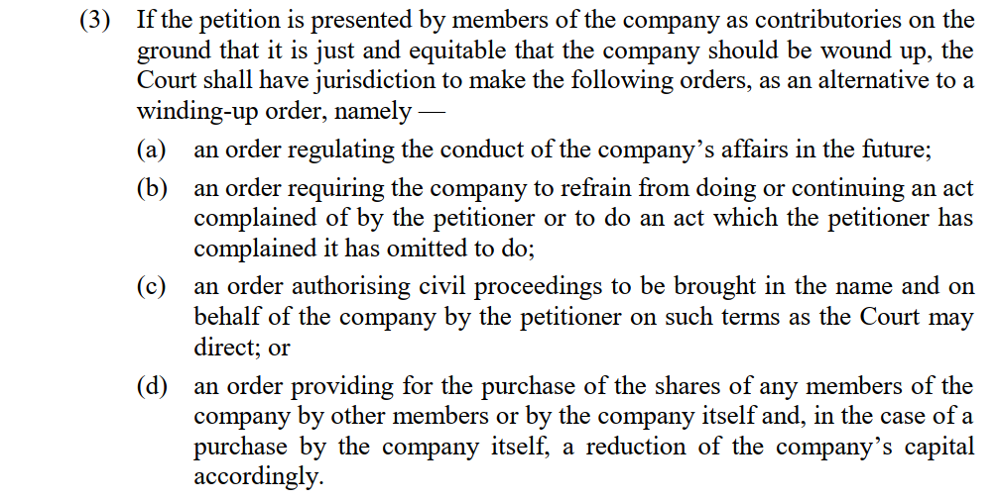 (3) If the petition is presented by members of the company as contributories on the
ground that it is just and equitable that the company should be wound up, the
Court shall have jurisdiction to make the following orders, as an alternative to a
winding-up order, namely —
(a) an order regulating the conduct of the company’s affairs in the future;
(b) an order requiring the company to refrain from doing or continuing an act
complained of by the petitioner or to do an act which the petitioner has
complained it has omitted to do;
(c) an order authorising civil proceedings to be brought in the name and on
behalf of the company by the petitioner on such terms as the Court may
direct; or
(d) an order providing for the purchase of the shares of any members of the
company by other members or by the company itself and, in the case of a
purchase by the company itself, a reduction of the company’s capital
accordingly.